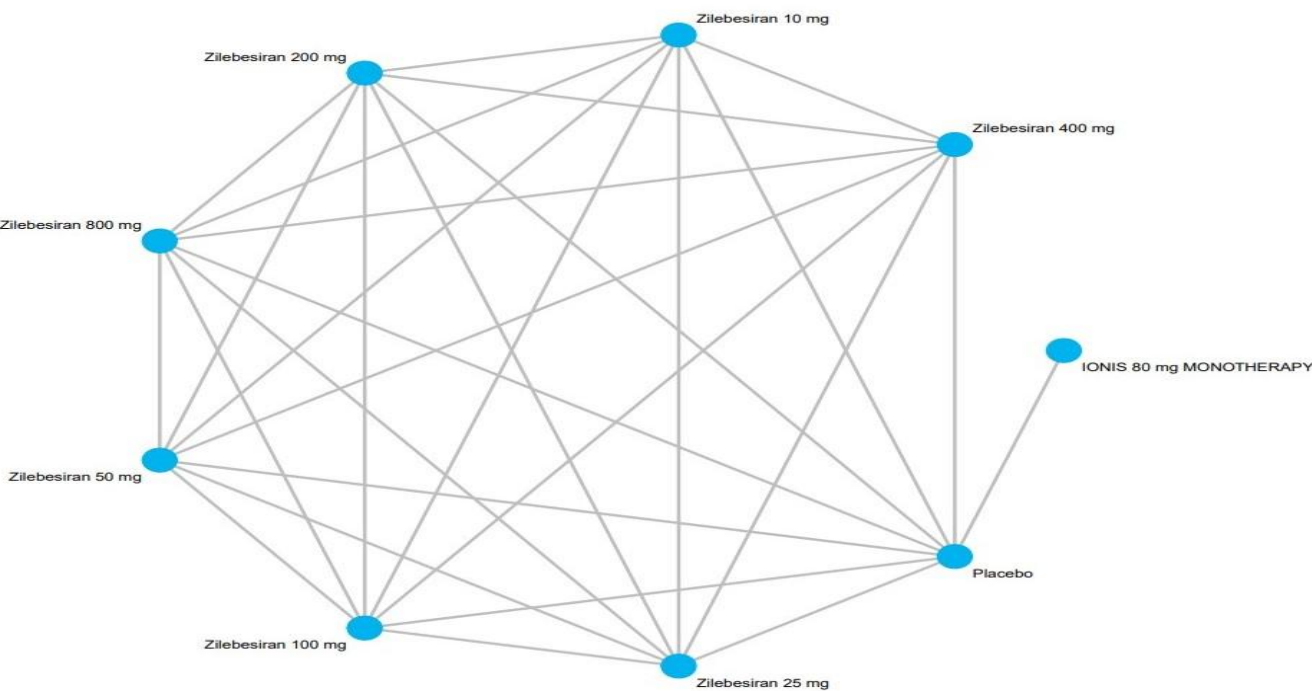 Zilebesiran 10 mg
Zilebesiran 200 mg
Zilebesiran 400 mg
Zilebesiran 800 mg
IONIS 80 mg MONOTHERAPY
Zilebesiran 50 mg
Placebo
Zilebesiran 100 mg
Zilebesiran 25 mg